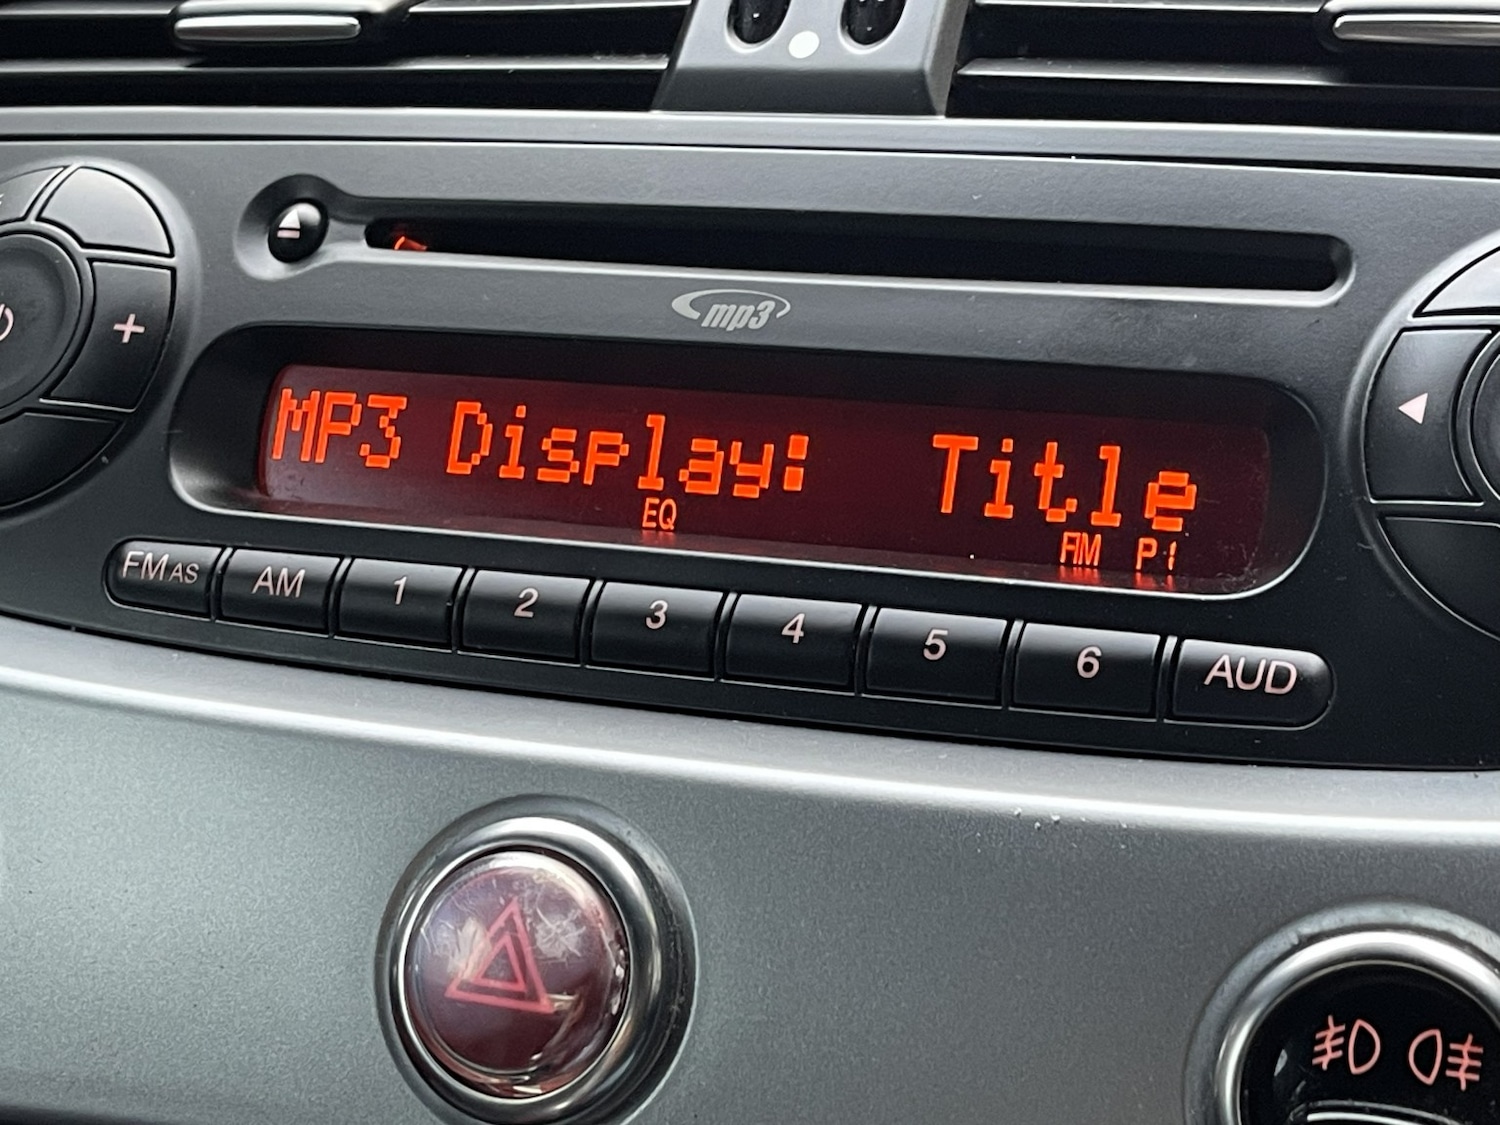 mp3
MP3 Display: Title
EQ FM P1
FM AS AM 1 2 3 4 5 6 AUD